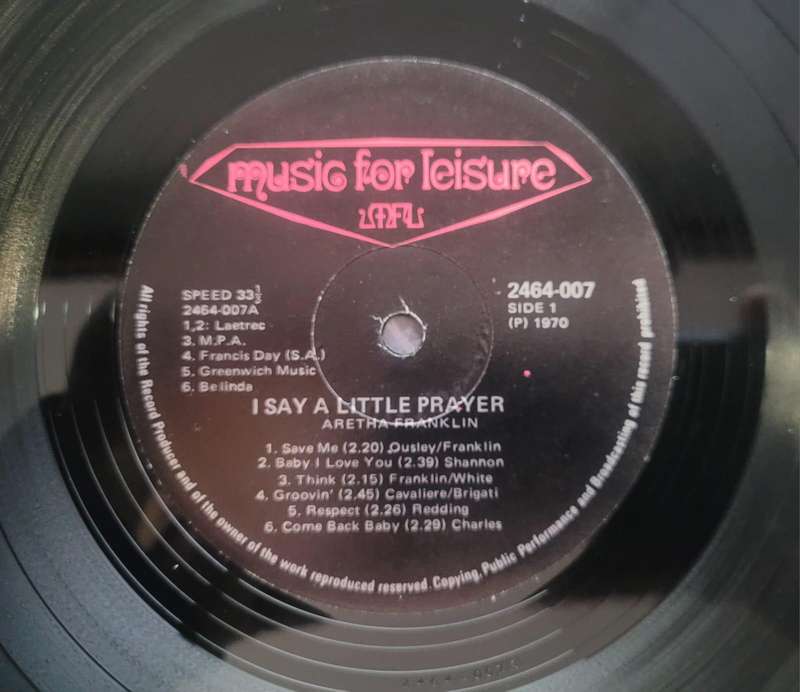 music for leisure
MFL
SPEED 33⅓
2464-007A
1,2: Laetrec
3. M.P.A.
4. Francis Day (S.A.)
5. Greenwich Music
6. Belinda
2464-007
SIDE 1
(P) 1970
I SAY A LITTLE PRAYER
ARETHA FRANKLIN
1. Save Me (2.20) Ousley/Franklin
2. Baby I Love You (2.39) Shannon
3. Think (2.15) Franklin/White
4. Groovin' (2.45) Cavaliere/Brigati
5. Respect (2.26) Redding
6. Come Back Baby (2.29) Charles
All rights of the Record Producer and of the owner of the work reproduced reserved. Copying, Public Performance and Broadcasting of this record prohibited